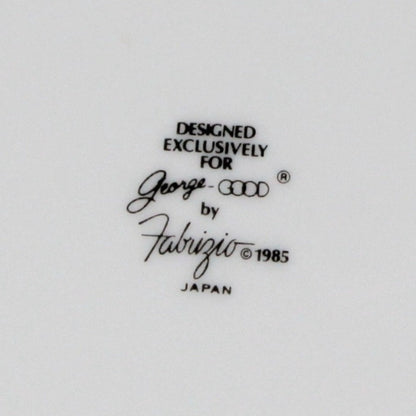 DESIGNED
EXCLUSIVELY
FOR
George-GOOD®
by
Fabrizio © 1985
JAPAN